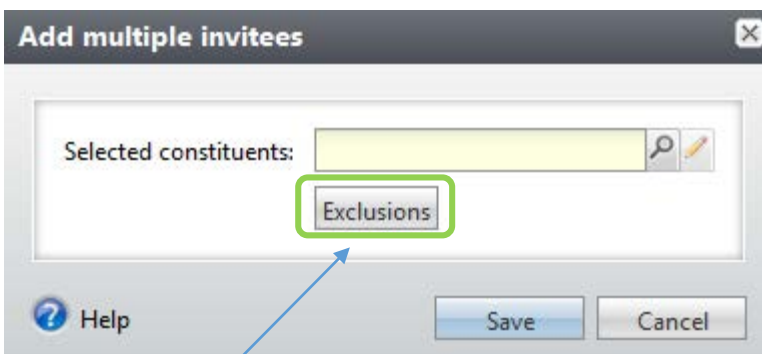 Add multiple invitees
Selected constituents:
Exclusions
Help
Save
Cancel